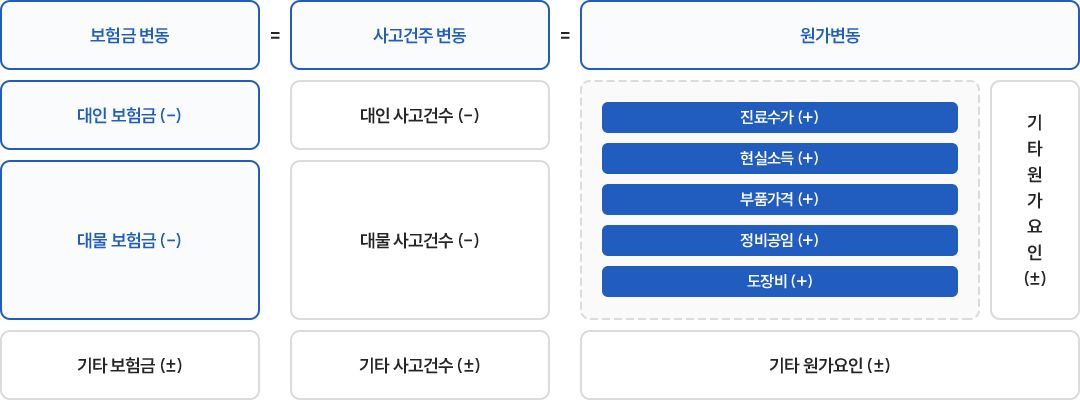 보험금 변동
=
사고건주 변동
=
원가변동
대인 보험금 (-)
대인 사고건수 (-)
진료수가 (+)
현실소득 (+)
부품가격 (+)
정비공임 (+)
도장비 (+)
기
타
원
가
요
인
(±)
대물 보험금 (-)
대물 사고건수 (-)
기타 보험금 (±)
기타 사고건수 (±)
기타 원가요인 (±)